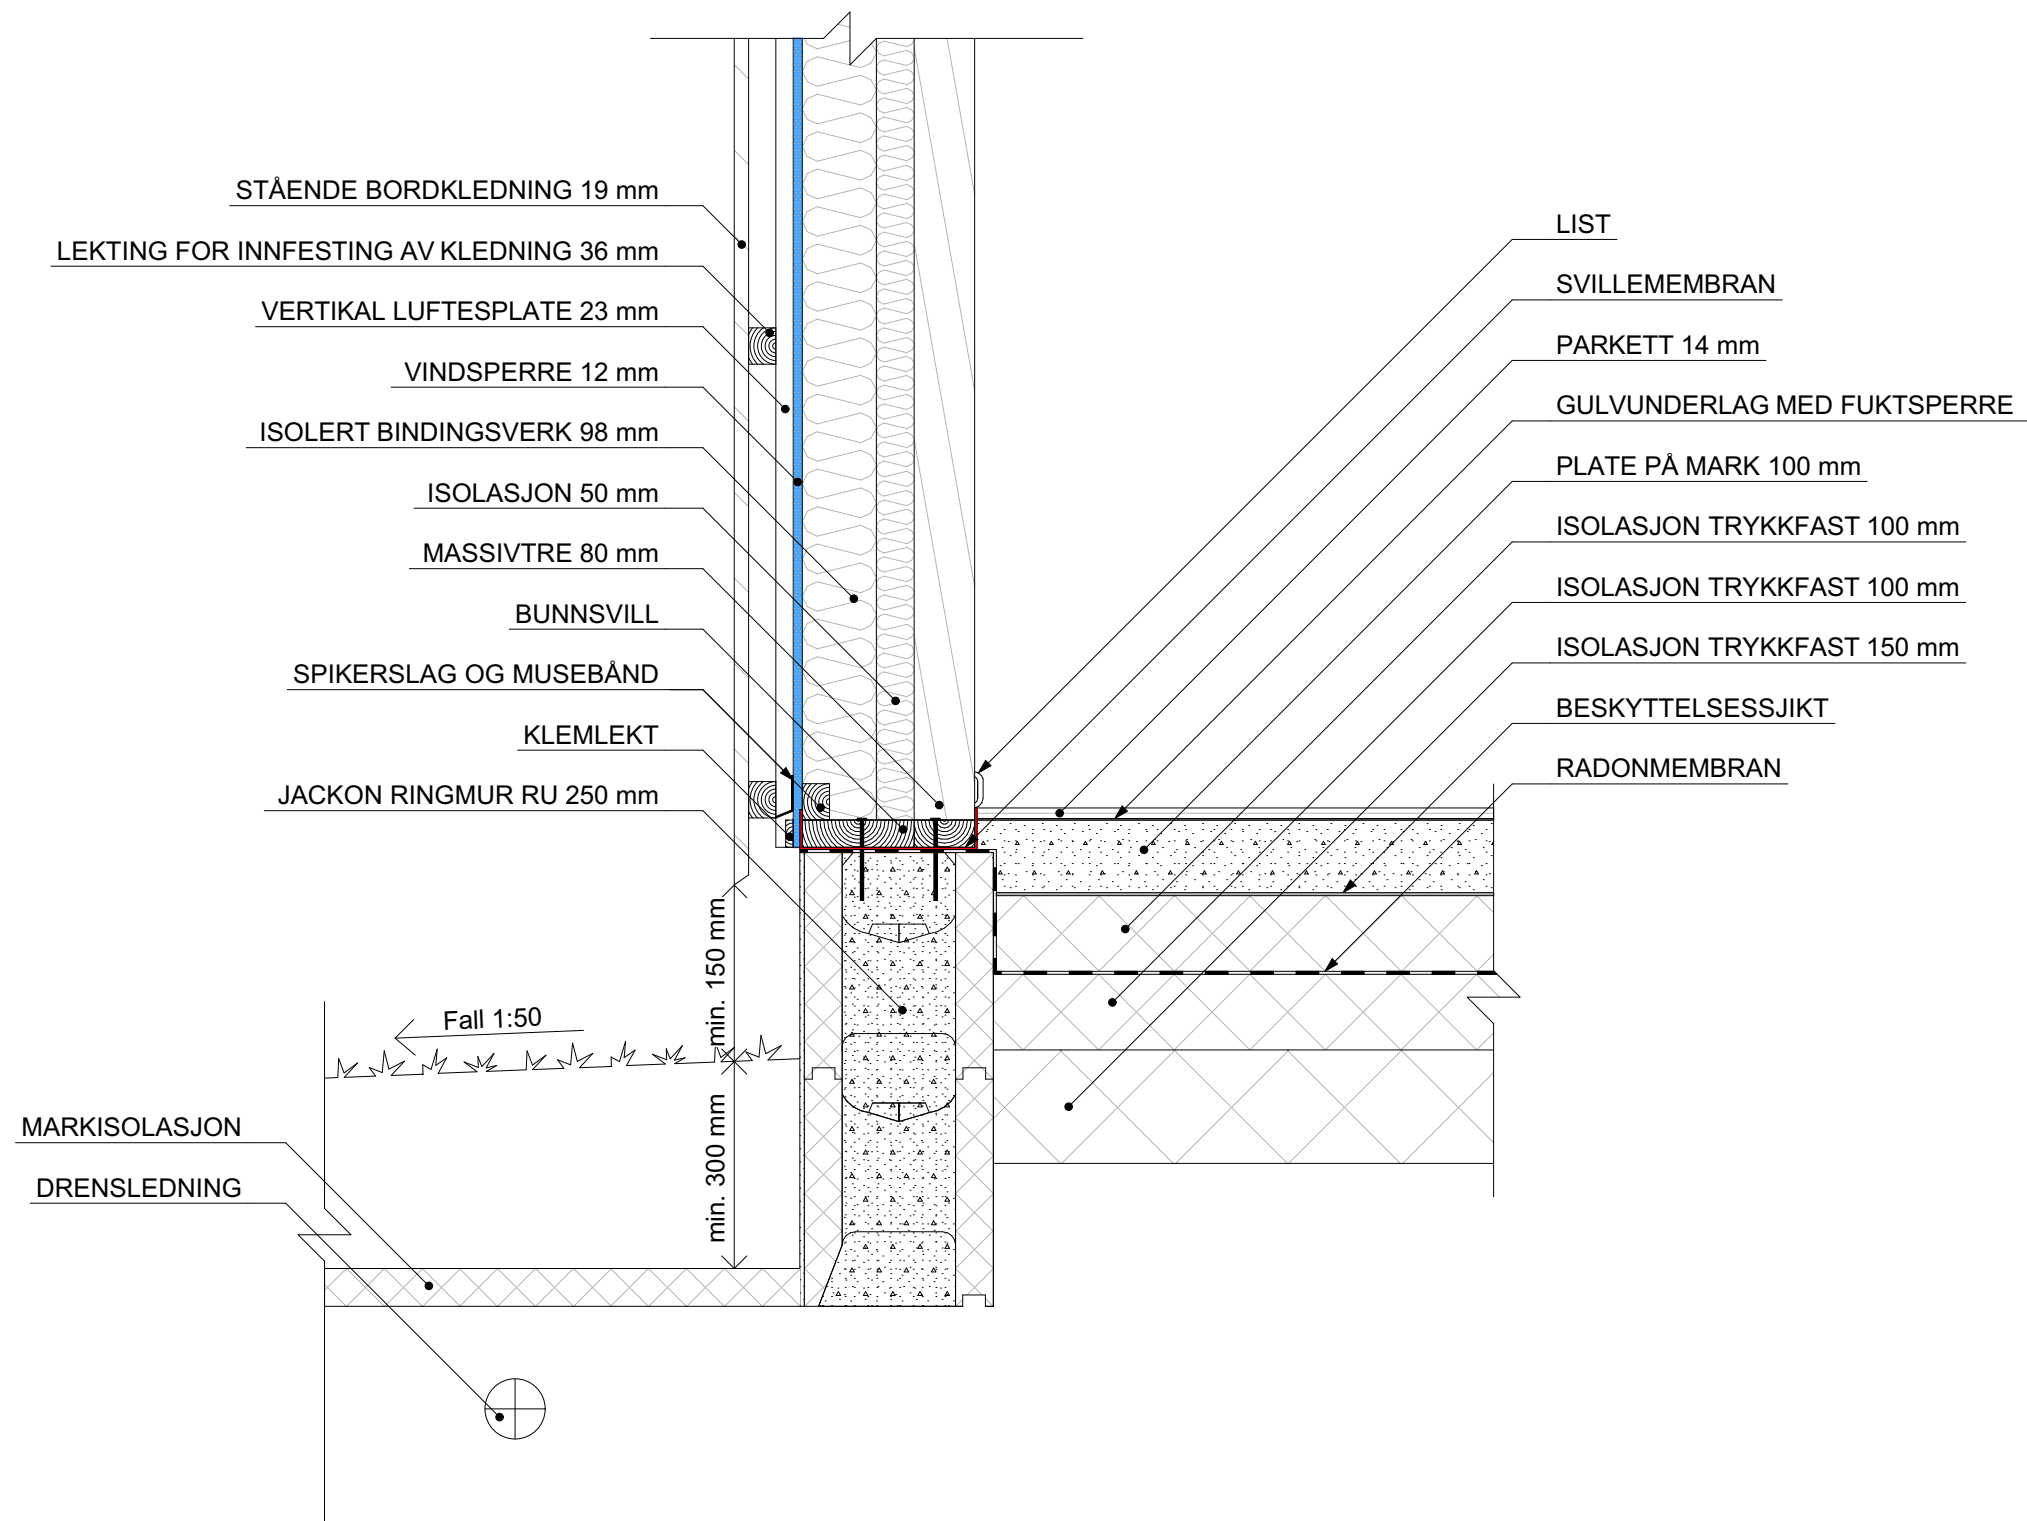 STÅENDE BORDKLEDNING 19 mm
LEKTING FOR INNFESTING AV KLEDNING 36 mm
VERTIKAL LUFTESPLATE 23 mm
VINDSPERRE 12 mm
ISOLERT BINDINGSVERK 98 mm
ISOLASJON 50 mm
MASSIVTRE 80 mm
BUNNSVILL
SPIKERSLAG OG MUSEBÅND
KLEMLEKT
JACKON RINGMUR RU 250 mm
min. 150 mm
Fall 1:50
min. 300 mm
MARKISOLASJON
DRENSLEDNING
LIST
SVILLEMEMBRAN
PARKETT 14 mm
GULVUNDERLAG MED FUKTSPERRE
PLATE PÅ MARK 100 mm
ISOLASJON TRYKKFAST 100 mm
ISOLASJON TRYKKFAST 100 mm
ISOLASJON TRYKKFAST 150 mm
BESKYTTELSESSJIKT
RADONMEMBRAN